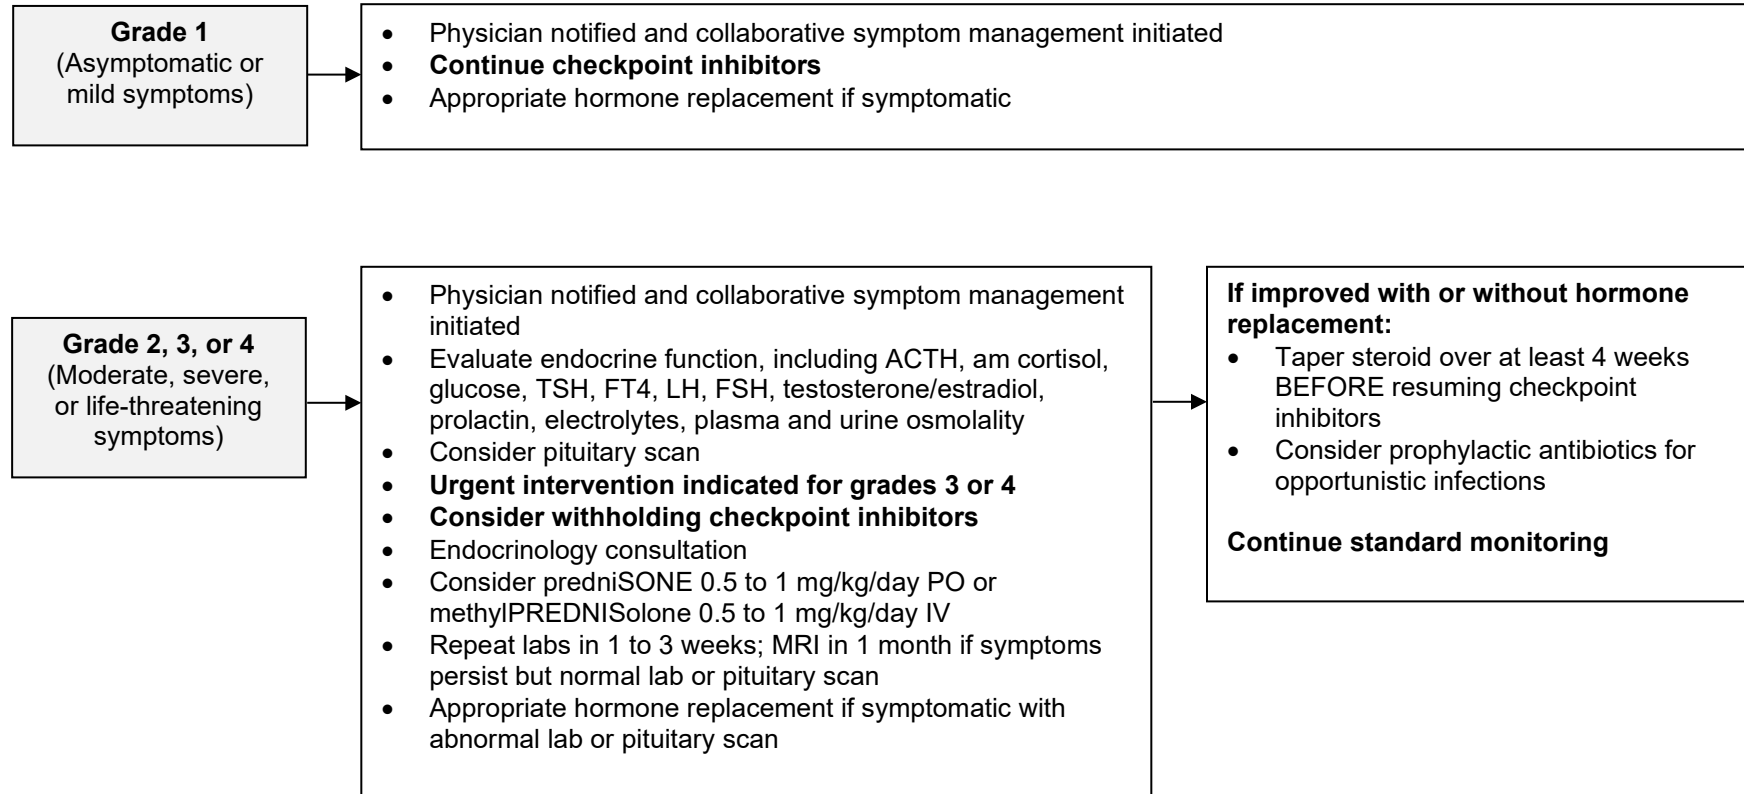 Grade 1
(Asymptomatic or
mild symptoms)
• Physician notified and collaborative symptom management initiated
• Continue checkpoint inhibitors
• Appropriate hormone replacement if symptomatic
Grade 2, 3, or 4
(Moderate, severe,
or life-threatening
symptoms)
• Physician notified and collaborative symptom management
initiated
• Evaluate endocrine function, including ACTH, am cortisol,
glucose, TSH, FT4, LH, FSH, testosterone/estradiol,
prolactin, electrolytes, plasma and urine osmolality
• Consider pituitary scan
• Urgent intervention indicated for grades 3 or 4
• Consider withholding checkpoint inhibitors
• Endocrinology consultation
• Consider predniSONE 0.5 to 1 mg/kg/day PO or
methylPREDNISolone 0.5 to 1 mg/kg/day IV
• Repeat labs in 1 to 3 weeks; MRI in 1 month if symptoms
persist but normal lab or pituitary scan
• Appropriate hormone replacement if symptomatic with
abnormal lab or pituitary scan
If improved with or without hormone
replacement:
• Taper steroid over at least 4 weeks
BEFORE resuming checkpoint
inhibitors
• Consider prophylactic antibiotics for
opportunistic infections
Continue standard monitoring